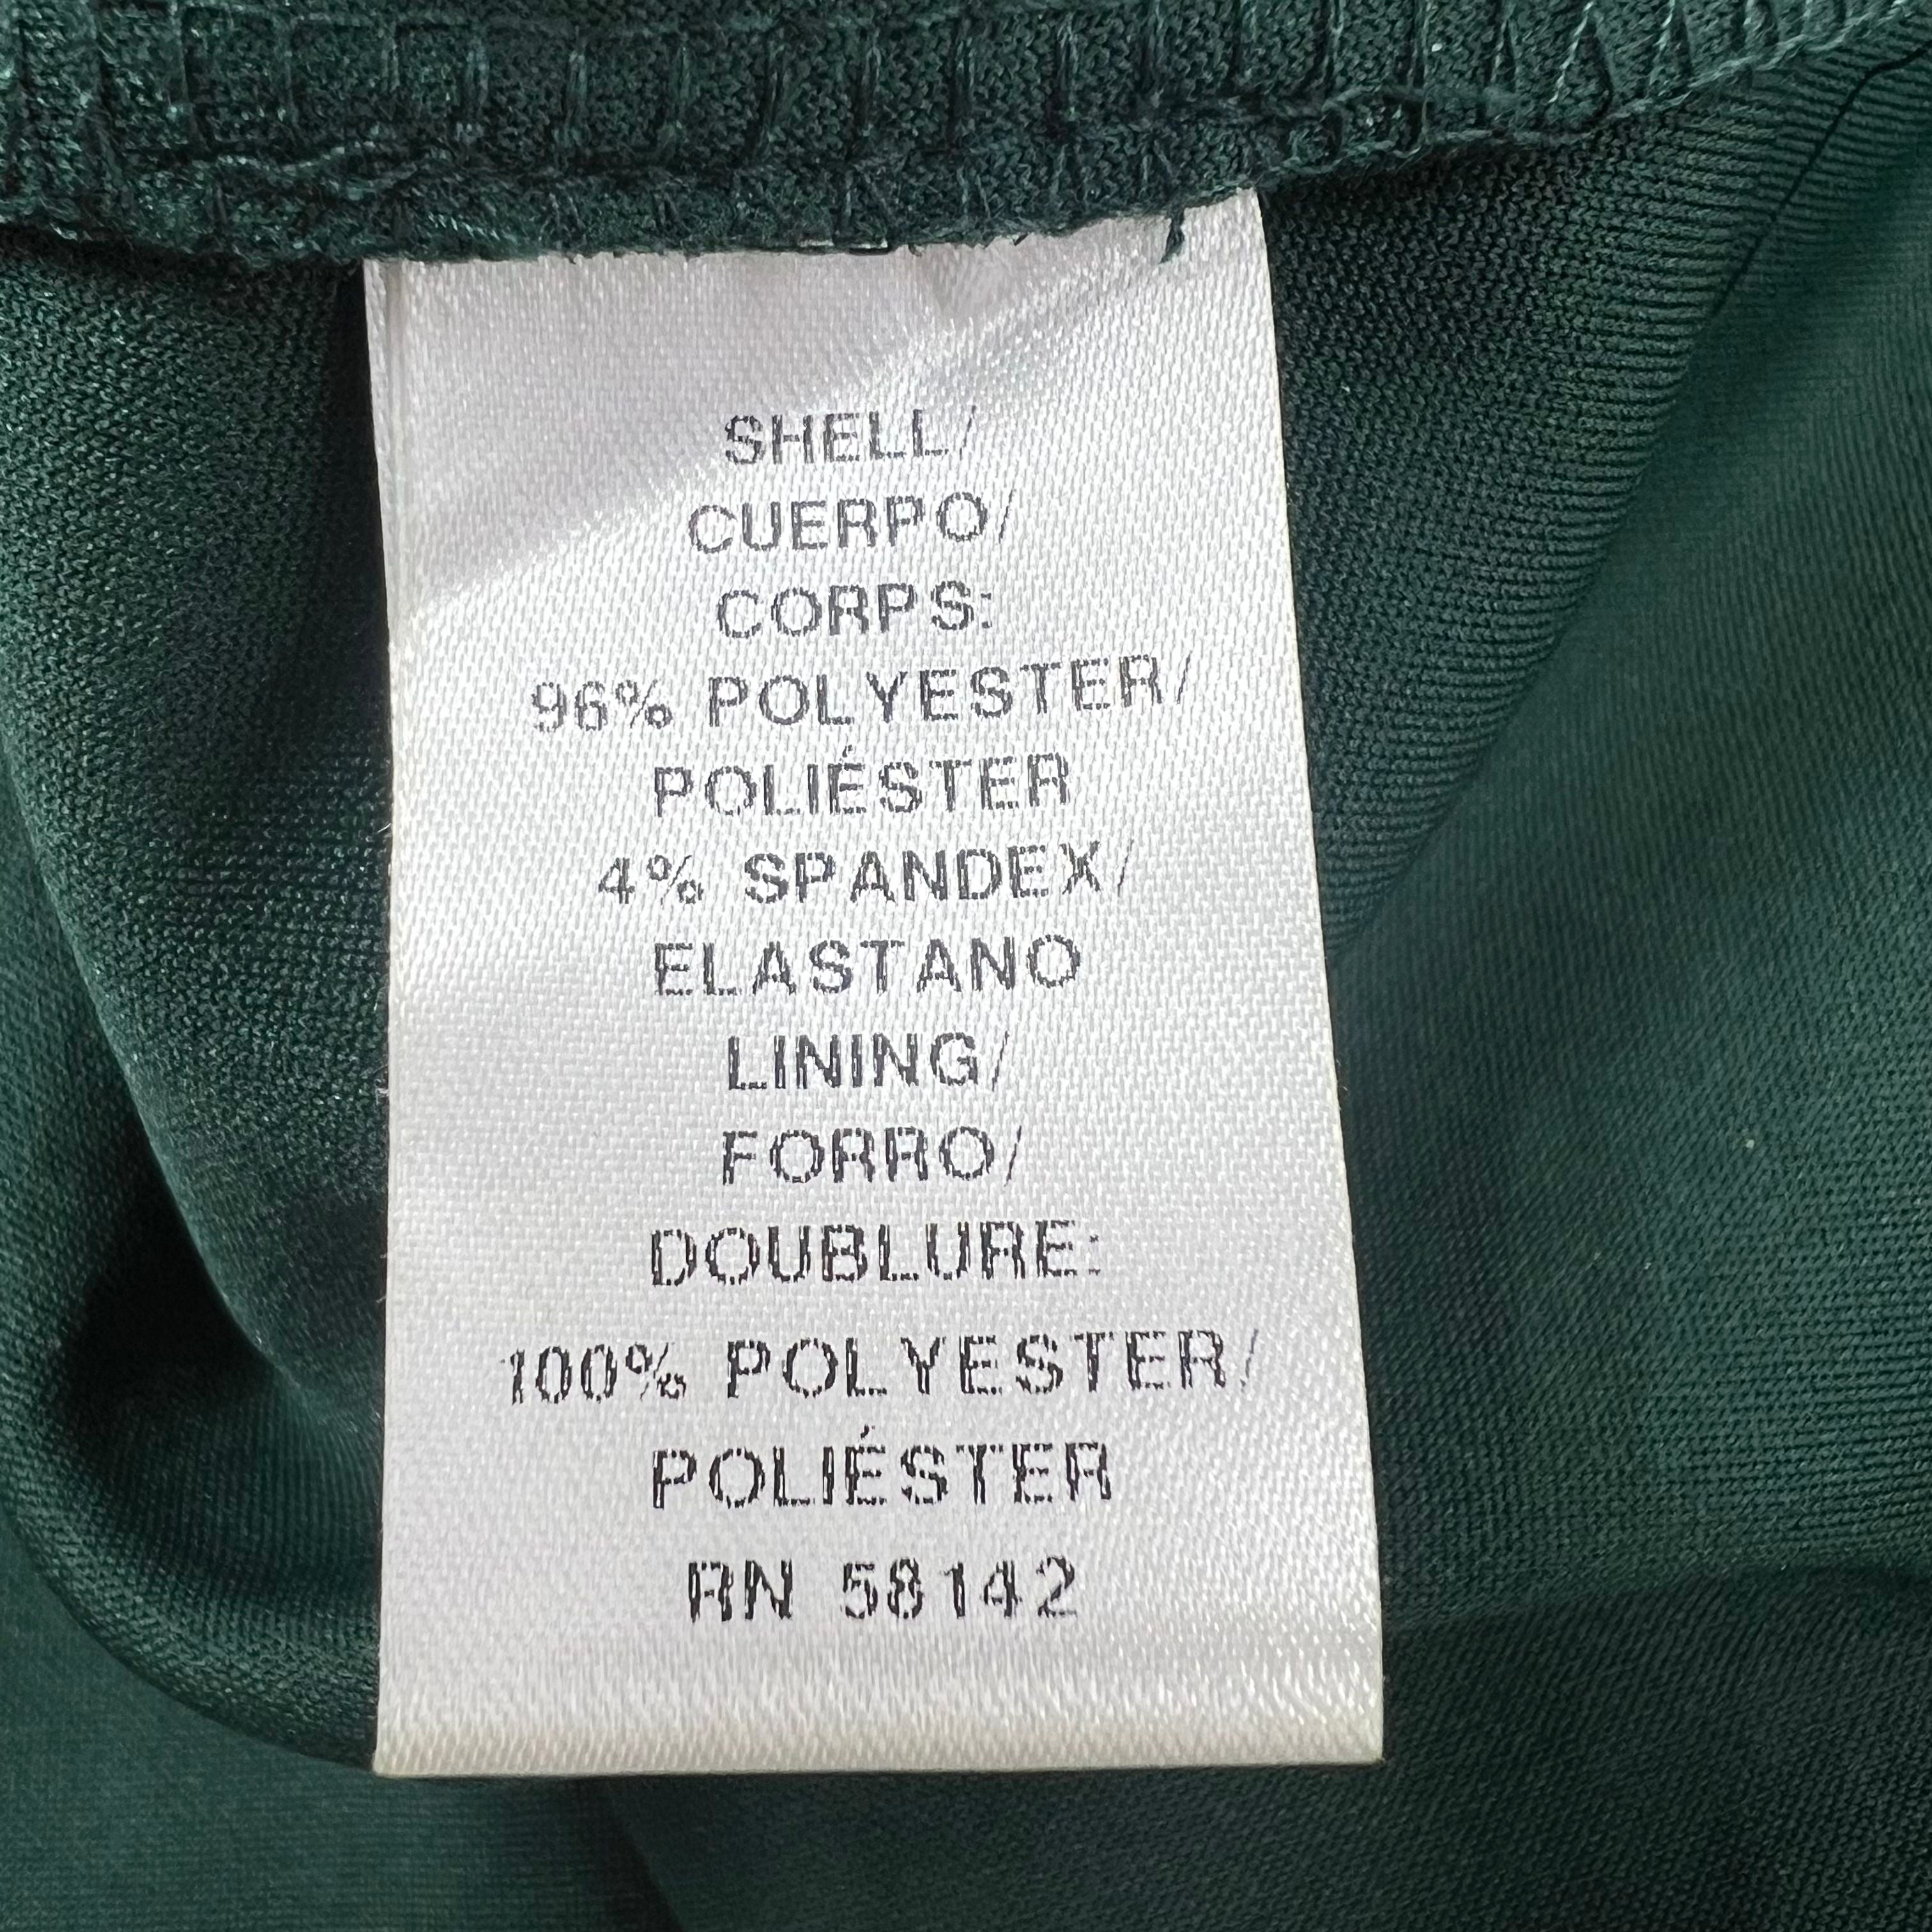 SHELL/
CUERPO/
CORPS:
96% POLYESTER/
POLIÉSTER
4% SPANDEX/
ELASTANO
LINING/
FORRO/
DOUBLURE:
100% POLYESTER/
POLIÉSTER
RN 58142